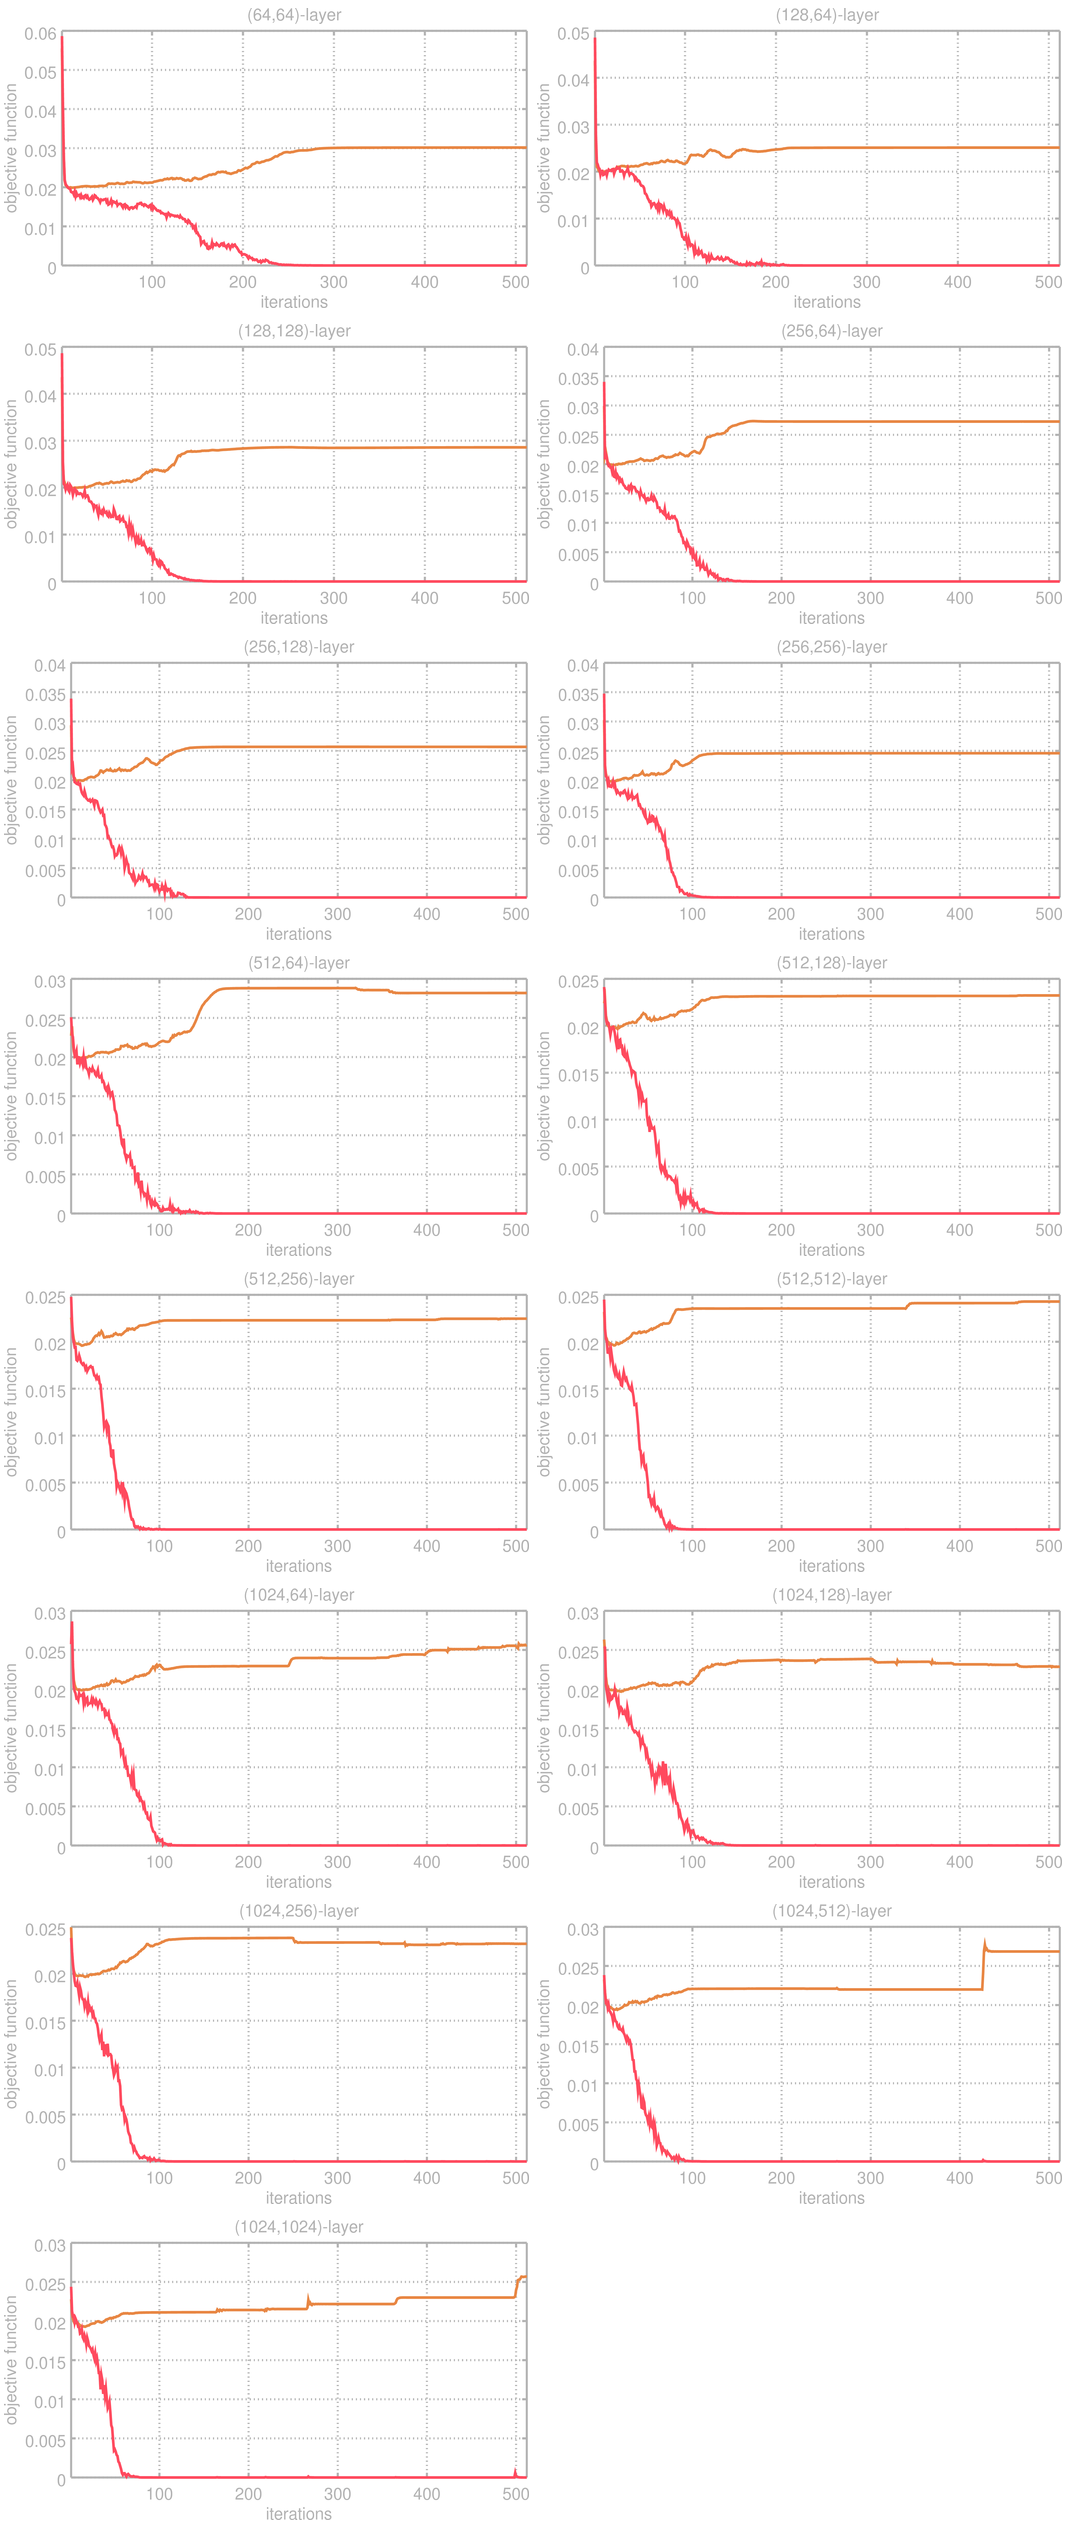 (64,64)-layer
objective function
0.06
0.05
0.04
0.03
0.02
0.01
0
100 200 300 400 500
iterations
(128,64)-layer
objective function
0.05
0.04
0.03
0.02
0.01
0
100 200 300 400 500
iterations
(128,128)-layer
objective function
0.05
0.04
0.03
0.02
0.01
0
100 200 300 400 500
iterations
(256,64)-layer
objective function
0.04
0.035
0.03
0.025
0.02
0.015
0.01
0.005
0
100 200 300 400 500
iterations
(256,128)-layer
objective function
0.04
0.035
0.03
0.025
0.02
0.015
0.01
0.005
0
100 200 300 400 500
iterations
(256,256)-layer
objective function
0.04
0.035
0.03
0.025
0.02
0.015
0.01
0.005
0
100 200 300 400 500
iterations
(512,64)-layer
objective function
0.03
0.025
0.02
0.015
0.01
0.005
0
100 200 300 400 500
iterations
(512,128)-layer
objective function
0.025
0.02
0.015
0.01
0.005
0
100 200 300 400 500
iterations
(512,256)-layer
objective function
0.025
0.02
0.015
0.01
0.005
0
100 200 300 400 500
iterations
(512,512)-layer
objective function
0.025
0.02
0.015
0.01
0.005
0
100 200 300 400 500
iterations
(1024,64)-layer
objective function
0.03
0.025
0.02
0.015
0.01
0.005
0
100 200 300 400 500
iterations
(1024,128)-layer
objective function
0.03
0.025
0.02
0.015
0.01
0.005
0
100 200 300 400 500
iterations
(1024,256)-layer
objective function
0.025
0.02
0.015
0.01
0.005
0
100 200 300 400 500
iterations
(1024,512)-layer
objective function
0.03
0.025
0.02
0.015
0.01
0.005
0
100 200 300 400 500
iterations
(1024,1024)-layer
objective function
0.03
0.025
0.02
0.015
0.01
0.005
0
100 200 300 400 500
iterations